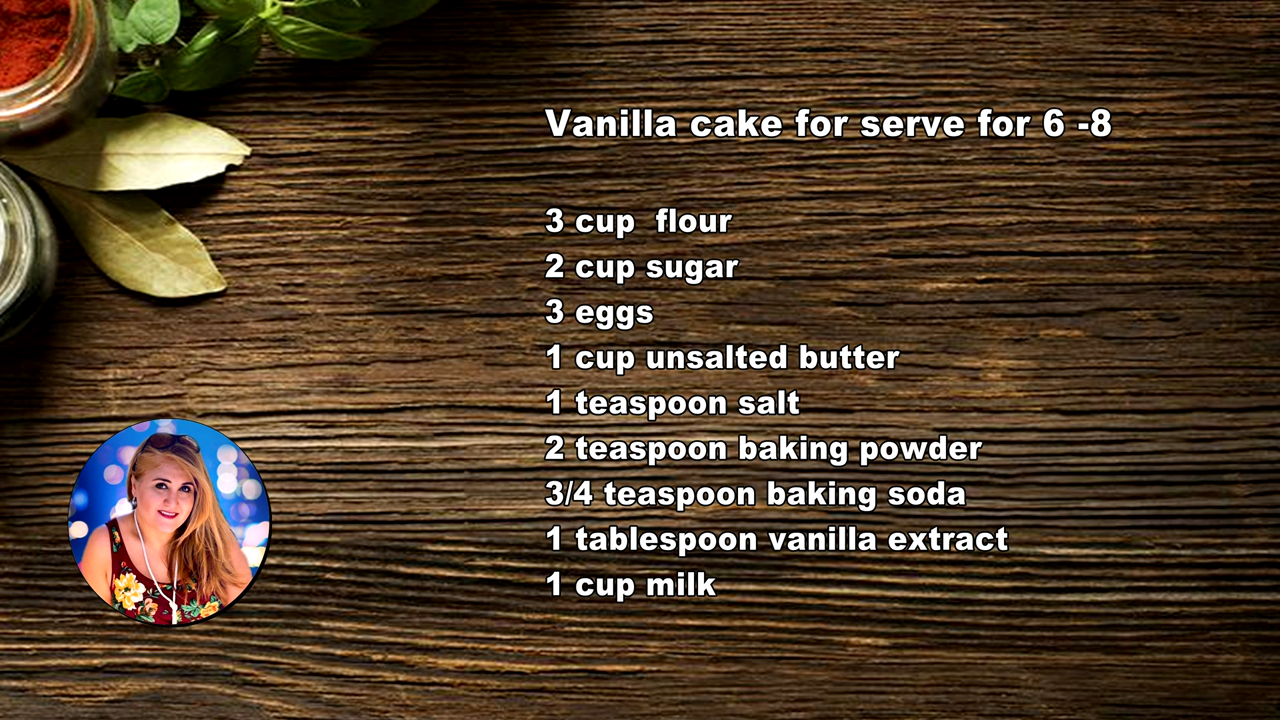 Vanilla cake for serve for 6 -8
3 cup  flour
2 cup sugar
3 eggs
1 cup unsalted butter
1 teaspoon salt
2 teaspoon baking powder
3/4 teaspoon baking soda
1 tablespoon vanilla extract
1 cup milk